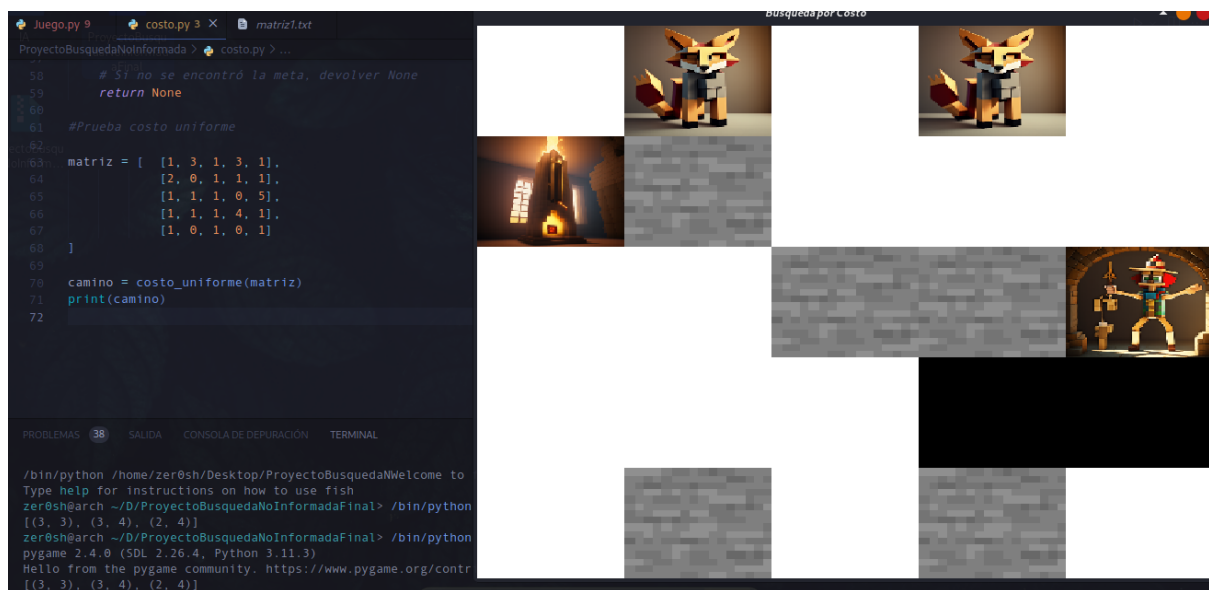 Juego.py 9
costo.py 3
matriz1.txt
Búsqueda por Costo
ProyectoBusquedaNoInformada > costo.py > ...
58 # Si no se encontró la meta, devolver None
59 return None
60
61 #Prueba costo uniforme
62
63 matriz = [ [1, 3, 1, 3, 1],
64 [2, 0, 1, 1, 1],
65 [1, 1, 1, 0, 5],
66 [1, 1, 1, 4, 1],
67 [1, 0, 1, 0, 1]
68 ]
69
70 camino = costo_uniforme(matriz)
71 print(camino)
72
PROBLEMAS 38 SALIDA CONSOLA DE DEPURACIÓN TERMINAL
/bin/python /home/zer0sh/Desktop/ProyectoBusquedaNWelcome to
Type help for instructions on how to use fish
zer0sh@arch ~/D/ProyectoBusquedaNoInformadaFinal> /bin/python
[(3, 3), (3, 4), (2, 4)]
zer0sh@arch ~/D/ProyectoBusquedaNoInformadaFinal> /bin/python
pygame 2.4.0 (SDL 2.26.4, Python 3.11.3)
Hello from the pygame community. https://www.pygame.org/contr
[(3, 3), (3, 4), (2, 4)]